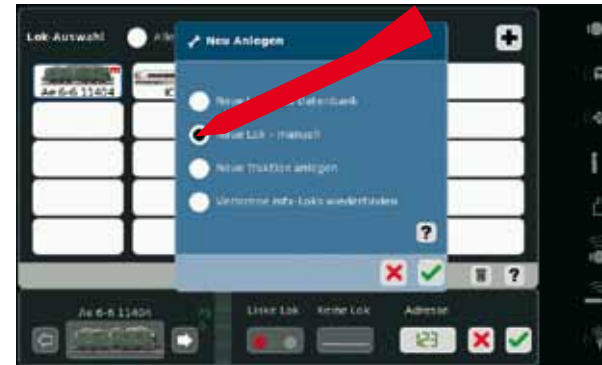 Lok-Auswahl
Neu Anlegen
Ae 6-6 11404
Neue Lok - manuell
Neue Traktion anlegen
Verlorene mfx-Loks wiederfinden
?
?
Ae 6-6 11404
Linke Lok
Keine Lok
Adresse
123